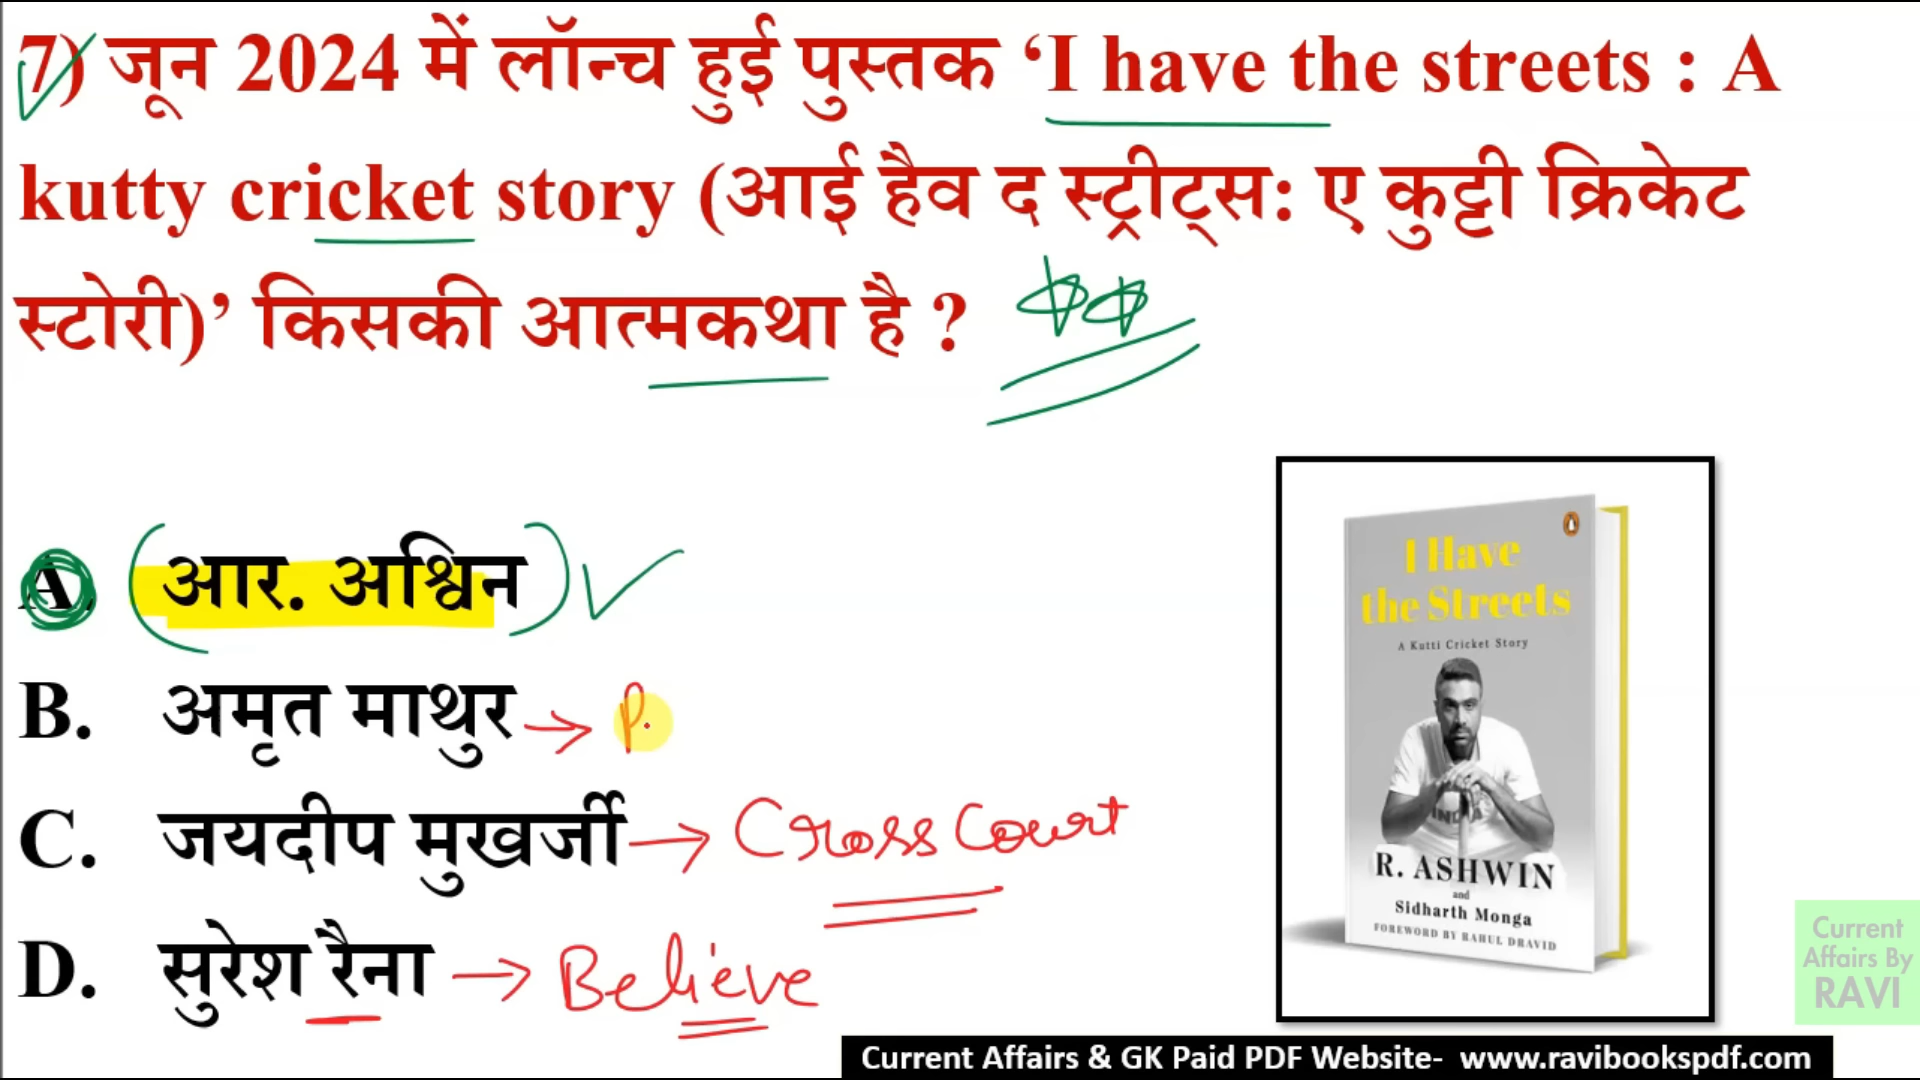 7) जून 2024 में लॉन्च हुई पुस्तक ‘I have the streets : A
kutty cricket story (आई हैव द स्ट्रीट्स: ए कुट्टी क्रिकेट
स्टोरी)’ किसकी आत्मकथा है ?
A. आर. अश्विन
B. अमृत माथुर → P
C. जयदीप मुखर्जी → Cross Court
D. सुरेश रैना → Believe
I Have
the Streets
A Kutti Cricket Story
INDIA
R. ASHWIN
and
Sidharth Monga
FOREWORD BY RAHUL DRAVID
Current
Affairs By
RAVI
Current Affairs & GK Paid PDF Website- www.ravibookspdf.com